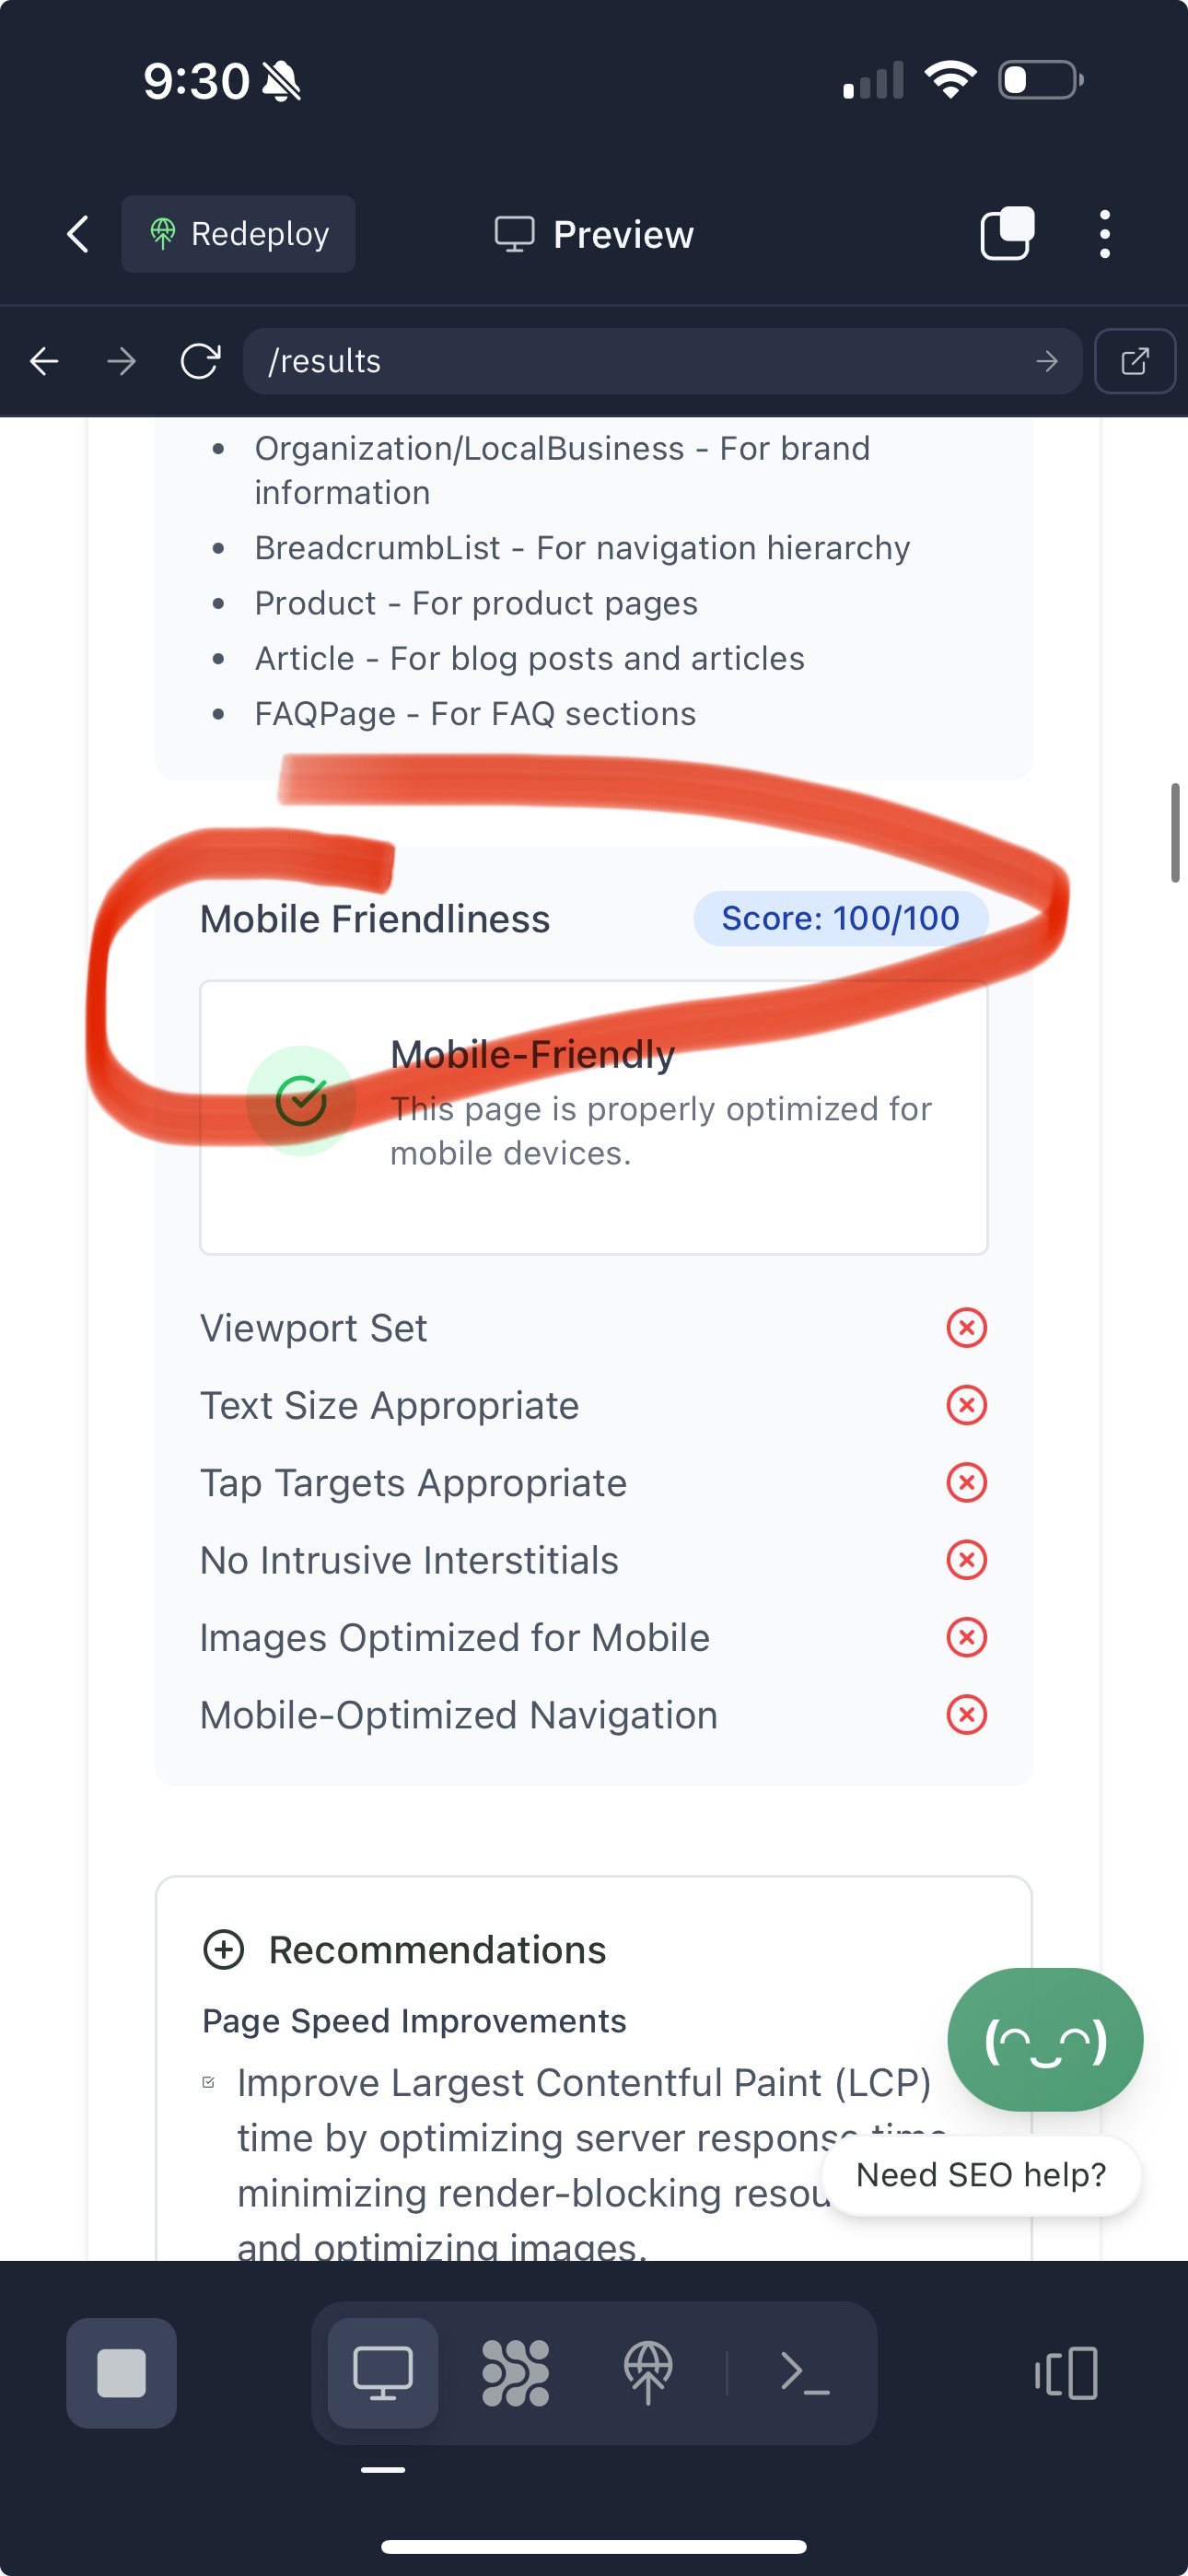 9:30
Redeploy
Preview
/results
Organization/LocalBusiness - For brand
information
BreadcrumbList - For navigation hierarchy
Product - For product pages
Article - For blog posts and articles
FAQPage - For FAQ sections
Mobile Friendliness
Score: 100/100
Mobile-Friendly
This page is properly optimized for
mobile devices.
Viewport Set
Text Size Appropriate
Tap Targets Appropriate
No Intrusive Interstitials
Images Optimized for Mobile
Mobile-Optimized Navigation
Recommendations
Page Speed Improvements
Improve Largest Contentful Paint (LCP)
time by optimizing server response time
minimizing render-blocking resou
and optimizing images.
(◠‿◠)
Need SEO help?